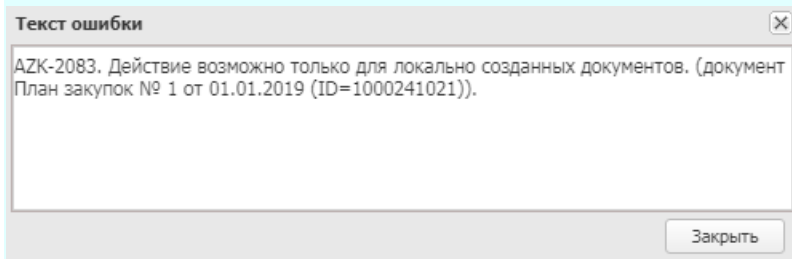 Текст ошибки
AZK-2083. Действие возможно только для локально созданных документов. (документ
План закупок № 1 от 01.01.2019 (ID=1000241021)).
Закрыть